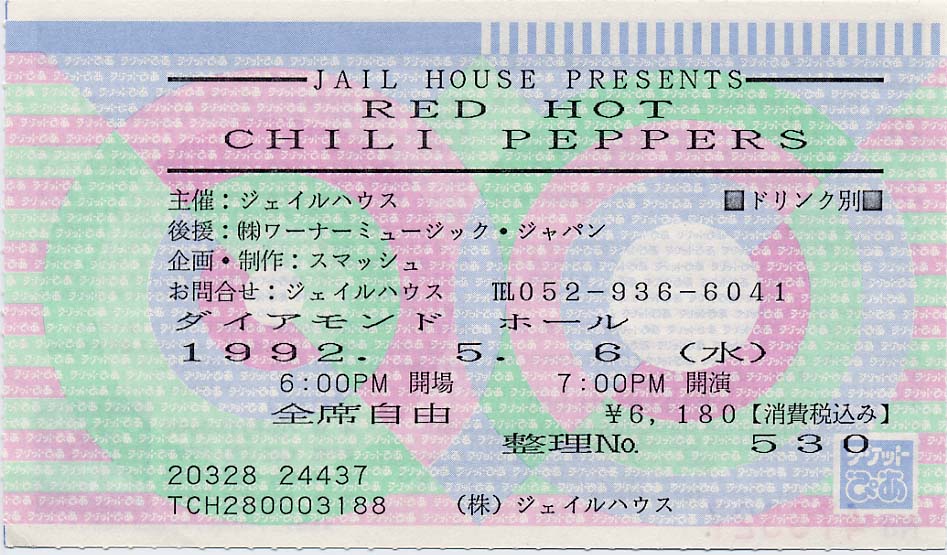 JAIL HOUSE PRESENTS
RED HOT
CHILI PEPPERS
主催：ジェイルハウス ■ドリンク別■
後援：㈱ワーナーミュージック・ジャパン
企画・制作：スマッシュ
お問合せ：ジェイルハウス ℡052-936-6041
ダイアモンド ホール
1992. 5. 6 (水)
6:00PM 開場 7:00PM 開演
全席自由 ¥6,180【消費税込み】
整理No. 530
20328 24437
TCH280003188 (株) ジェイルハウス
チケット
ぴあ